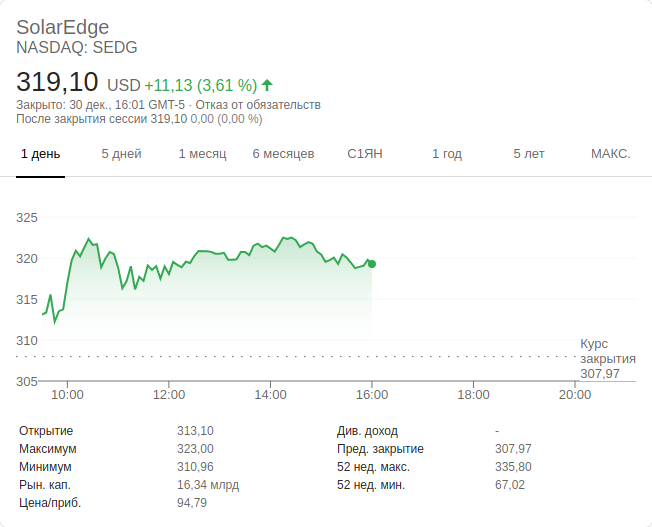 SolarEdge
NASDAQ: SEDG
319,10 USD +11,13 (3,61 %)
Закрыто: 30 дек., 16:01 GMT-5 · Отказ от обязательств
После закрытия сессии 319,10 0,00 (0,00 %)
1 день 5 дней 1 месяц 6 месяцев С1ЯН 1 год 5 лет МАКС.
325
320
315
310
305
Курс
закрытия
307,97
10:00 12:00 14:00 16:00 18:00 20:00
Открытие 313,10 Див. доход -
Максимум 323,00 Пред. закрытие 307,97
Минимум 310,96 52 нед. макс. 335,80
Рын. кап. 16,34 млрд 52 нед. мин. 67,02
Цена/приб. 94,79